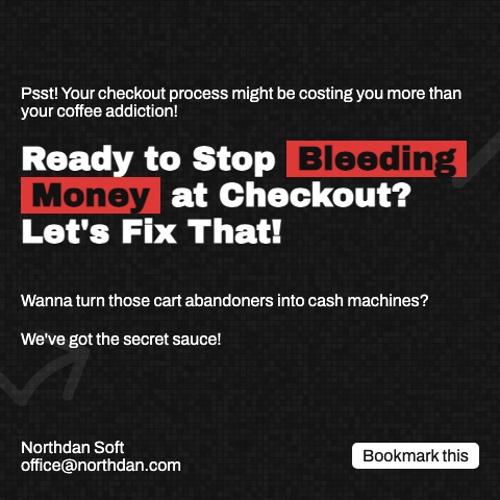 Psst! Your checkout process might be costing you more than
your coffee addiction!
Ready to Stop Bleeding
Money at Checkout?
Let's Fix That!
Wanna turn those cart abandoners into cash machines?
We've got the secret sauce!
Northdan Soft
office@northdan.com
Bookmark this